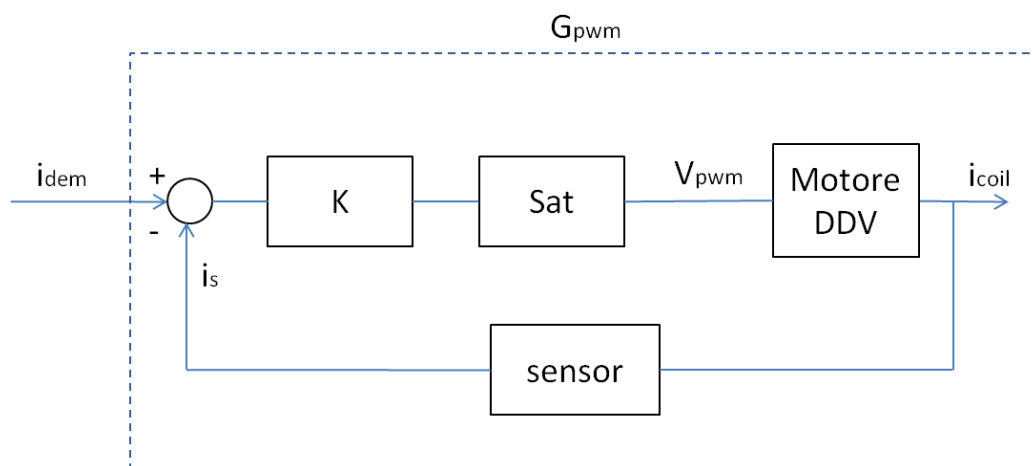 Gpwm
idem
+
-
K
Sat
Vpwm
Motore
DDV
icoil
is
sensor